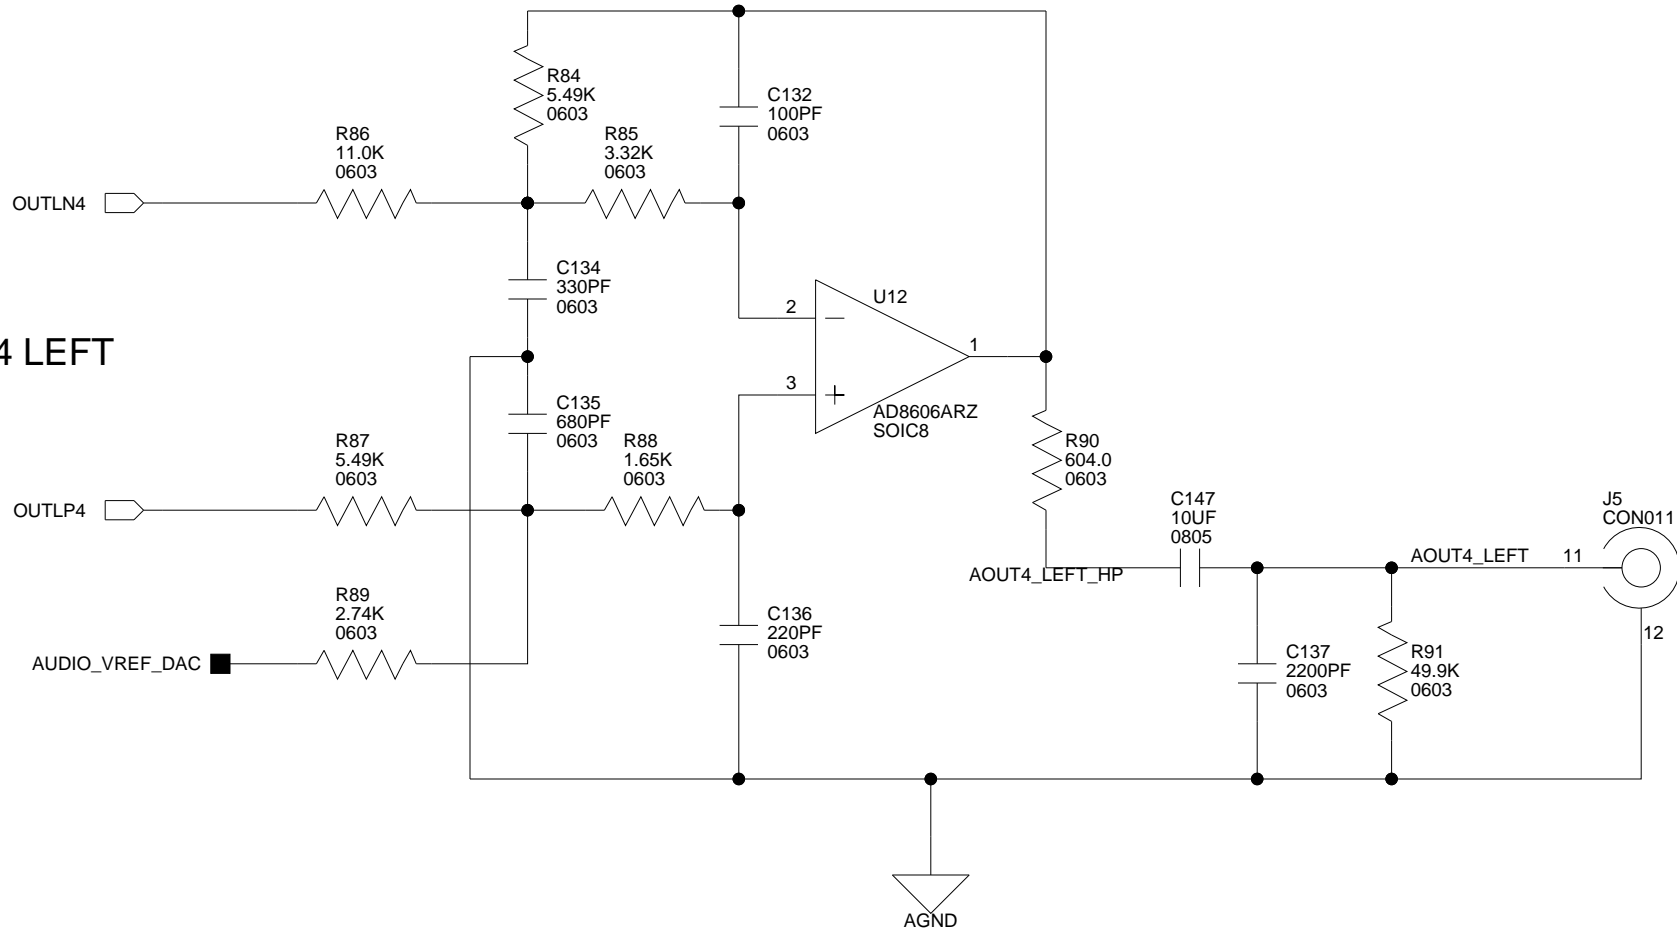 R84
5.49K
0603
C132
100PF
0603
R86
11.0K
0603
R85
3.32K
0603
OUTLN4
C134
330PF
0603
U12
2
4 LEFT
1
3
C135
680PF
0603
AD8606ARZ
SOIC8
R87
5.49K
0603
R88
1.65K
0603
R90
604.0
0603
OUTLP4
C147
10UF
0805
J5
CON011
AOUT4_LEFT
11
AOUT4_LEFT_HP
R89
2.74K
0603
C136
220PF
0603
12
AUDIO_VREF_DAC
C137
2200PF
0603
R91
49.9K
0603
AGND